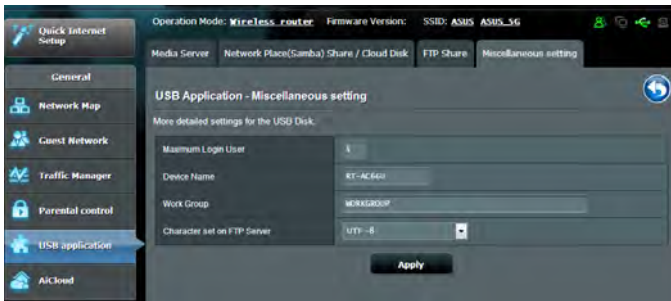 Quick Internet
Setup
Operation Mode: Wireless router Firmware Version: SSID: ASUS ASUS_5G
Media Server Network Place(Samba) Share / Cloud Disk FTP Share Miscellaneous setting
General
Network Map
Guest Network
Traffic Manager
Parental control
USB application
AiCloud
USB Application - Miscellaneous setting
More detailed settings for the USB Disk.
Maximum Login User
Device Name RT-AC66U
Work Group WORKGROUP
Character set on FTP Server UTF-8
Apply